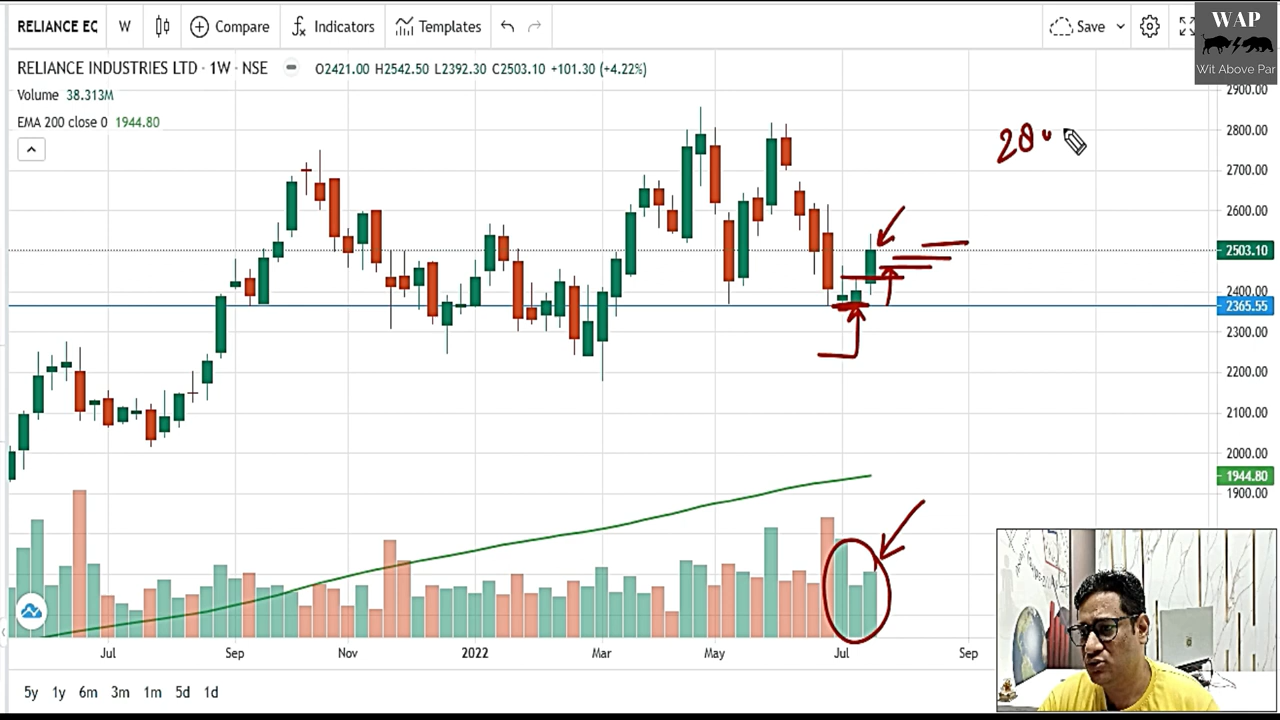 RELIANCE EQ W Compare Indicators Templates Save
WAP
Wit Above Par
RELIANCE INDUSTRIES LTD · 1W · NSE O2421.00 H2542.50 L2392.30 C2503.10 +101.30 (+4.22%)
Volume 38.313M
EMA 200 close 0 1944.80
2900.00
2800.00
2700.00
2600.00
2503.10
2400.00
2365.55
2300.00
2200.00
2100.00
2000.00
1944.80
1900.00
28
Jul Sep Nov 2022 Mar May Jul Sep
5y 1y 6m 3m 1m 5d 1d